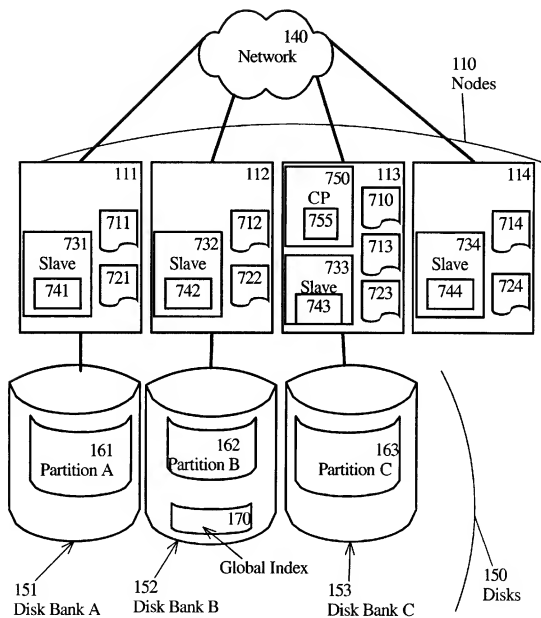 140
Network
110
Nodes
111
112
750
113
114
CP
755
710
711
712
713
714
731
Slave
741
721
732
Slave
742
722
733
Slave
743
723
734
Slave
744
724
161
Partition A
162
Partition B
163
Partition C
170
Global Index
151
Disk Bank A
152
Disk Bank B
153
Disk Bank C
150
Disks